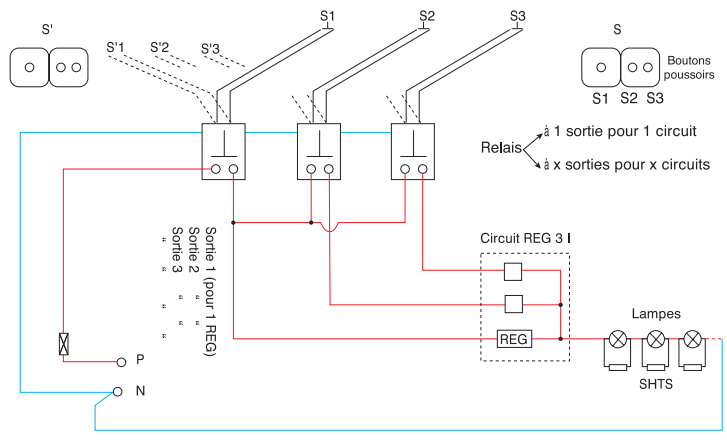 S'
S'1
S'2
S'3
S1
S2
S3
S
Boutons
poussoirs
S1 S2 S3
Relais
à 1 sortie pour 1 circuit
à x sorties pour x circuits
Sortie 1 (pour 1 REG)
Sortie 2 " "
Sortie 3 " "
" " " "
Circuit REG 3 I
REG
Lampes
SHTS
P
N